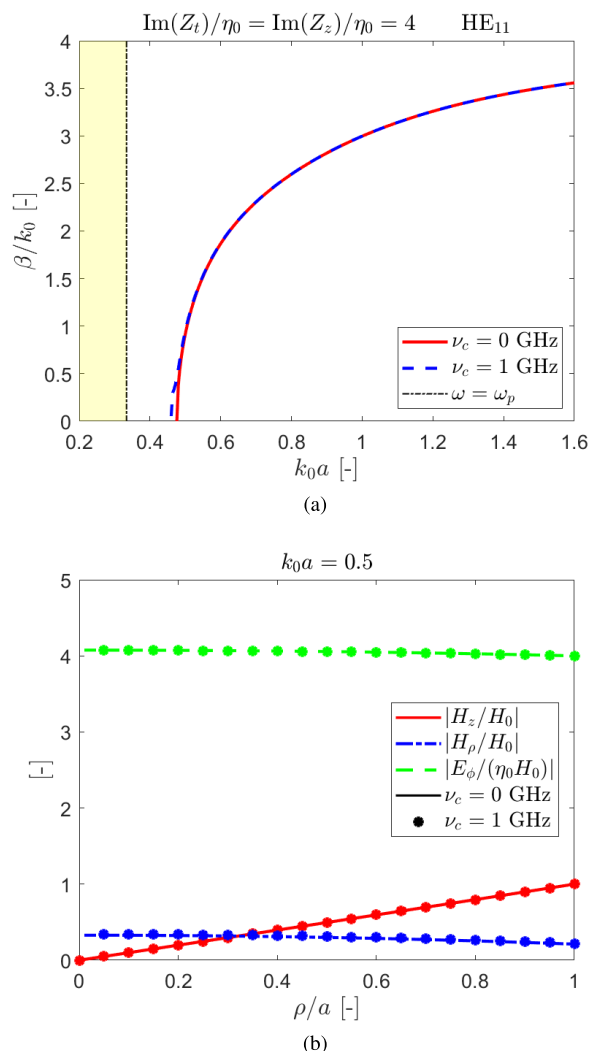 Im(Z_t)/η_0 = Im(Z_z)/η_0 = 4 HE_11
4
3.5
3
2.5
2
1.5
1
0.5
0
β/k_0 [-]
ν_c = 0 GHz
ν_c = 1 GHz
ω = ω_p
0.2 0.4 0.6 0.8 1 1.2 1.4 1.6
k_0a [-]
(a)
k_0a = 0.5
5
4
3
2
1
0
[-]
|H_z/H_0|
|H_ρ/H_0|
|E_ϕ/(η_0H_0)|
ν_c = 0 GHz
ν_c = 1 GHz
0 0.2 0.4 0.6 0.8 1
ρ/a [-]
(b)